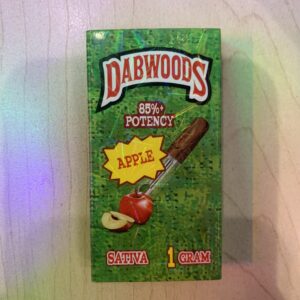 DABWOODS
85%+
POTENCY
APPLE
SATIVA 1 GRAM